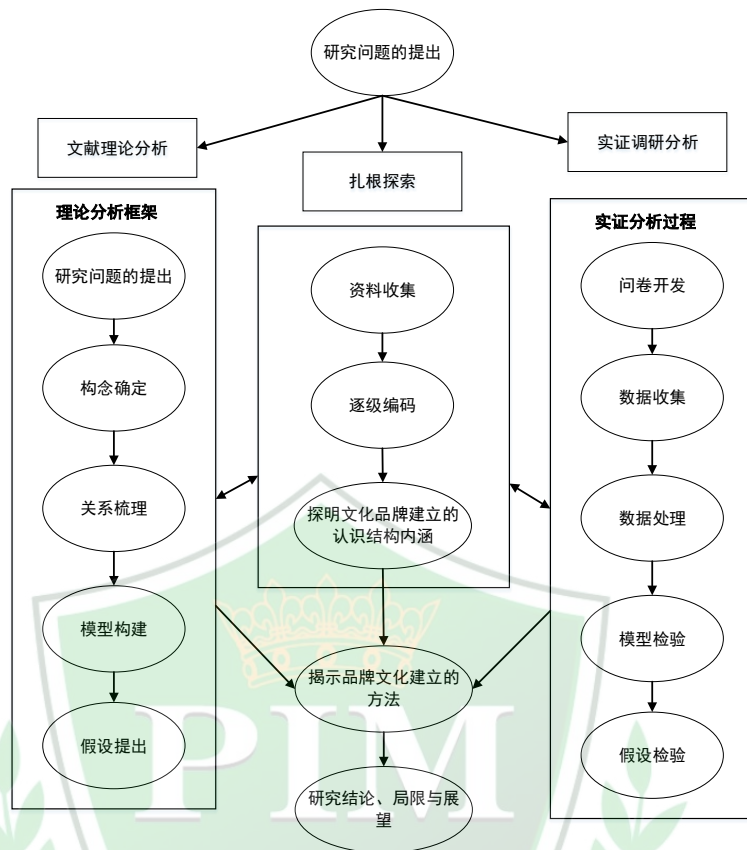 研究问题的提出
文献理论分析
扎根探索
实证调研分析
理论分析框架
研究问题的提出
构念确定
关系梳理
模型构建
假设提出
资料收集
逐级编码
探明文化品牌建立的
认识结构内涵
揭示品牌文化建立的
方法
研究结论、局限与展
望
实证分析过程
问卷开发
数据收集
数据处理
模型检验
假设检验
PIM